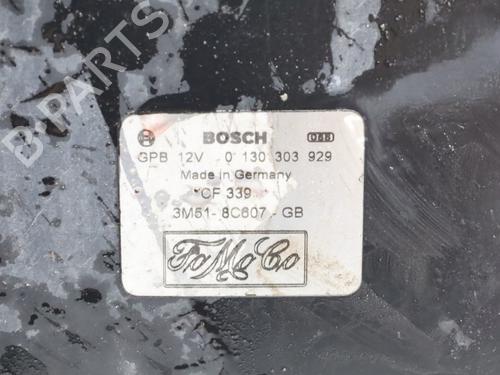 BOSCH
GPB 12V 0 130 303 929
Made in Germany
CF 339
3M51- 8C607 - GB
FoMoCo
B-PARTS